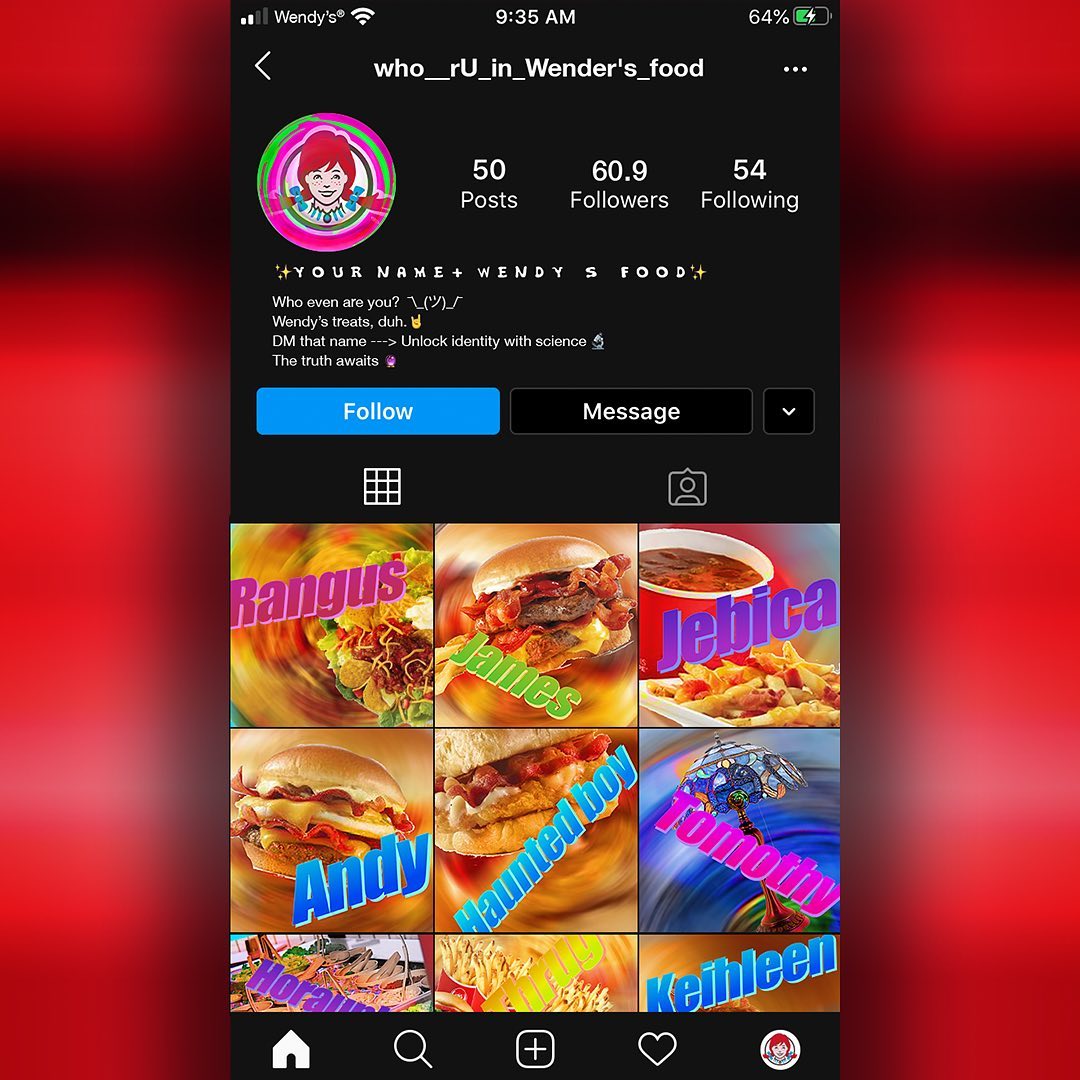 Wendy's® 9:35 AM 64%
who__rU_in_Wender's_food
50 60.9 54
Posts Followers Following
✨YOUR NAME+ WENDY S FOOD✨
Who even are you? ¯\_(ツ)_/¯
Wendy's treats, duh.🤘
DM that name ---> Unlock identity with science 🔬
The truth awaits 🔮
Follow Message
Rangus
James
Jebica
Andy
Haunted boy
Tomothy
Thrug
Keihleen